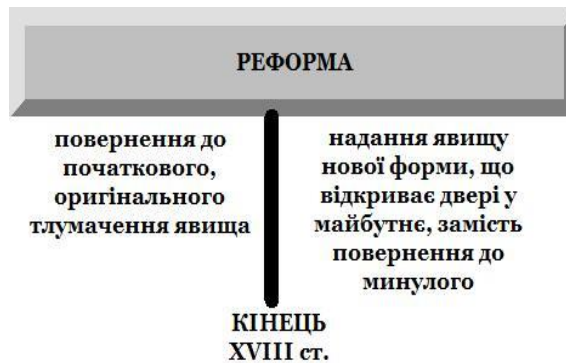 РЕФОРМА
повернення до
початкового,
оригінального
тлумачення явища
надання явищу
нової форми, що
відкриває двері у
майбутнє, замість
повернення до
минулого
КІНЕЦЬ
XVIII ст.